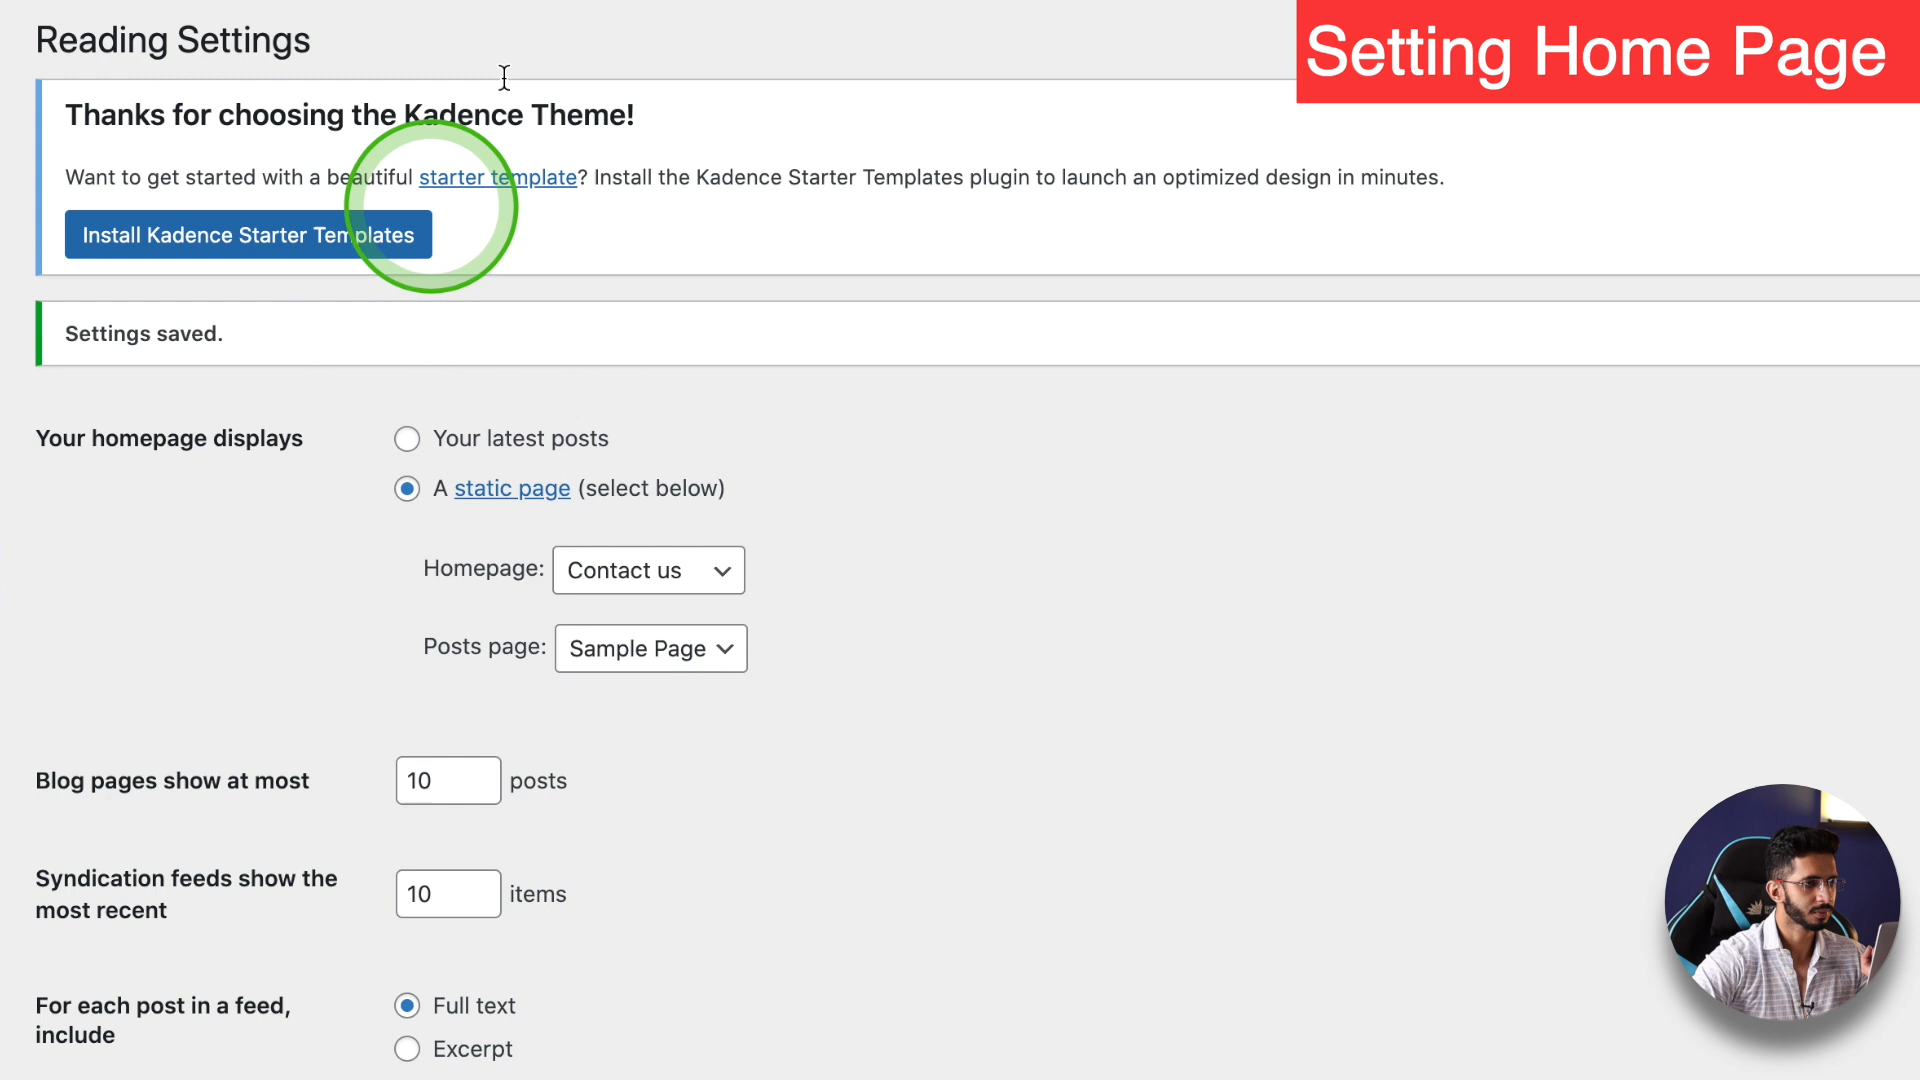 Reading Settings
Setting Home Page
Thanks for choosing the Kadence Theme!
Want to get started with a beautiful starter template? Install the Kadence Starter Templates plugin to launch an optimized design in minutes.
Install Kadence Starter Templates
Settings saved.
Your homepage displays
Your latest posts
A static page (select below)
Homepage: Contact us
Posts page: Sample Page
Blog pages show at most
10 posts
Syndication feeds show the
most recent
10 items
For each post in a feed,
include
Full text
Excerpt